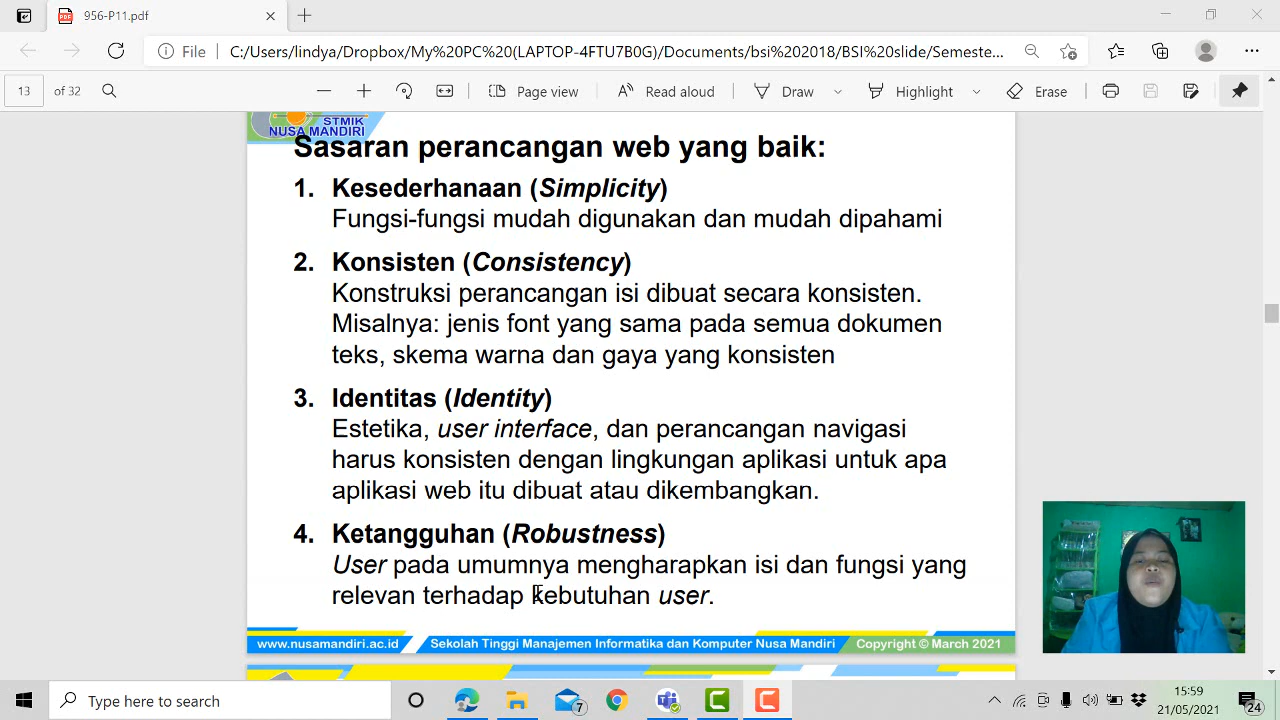 956-P11.pdf
File
C:/Users/lindya/Dropbox/My%20PC%20(LAPTOP-4FTU7B0G)/Documents/bsi%202018/BSI%20slide/Semeste...
13 of 32
Page view
Read aloud
Draw
Highlight
Erase
STMIK
NUSA MANDIRI
Sasaran perancangan web yang baik:
1. Kesederhanaan (Simplicity)
Fungsi-fungsi mudah digunakan dan mudah dipahami
2. Konsisten (Consistency)
Konstruksi perancangan isi dibuat secara konsisten.
Misalnya: jenis font yang sama pada semua dokumen
teks, skema warna dan gaya yang konsisten
3. Identitas (Identity)
Estetika, user interface, dan perancangan navigasi
harus konsisten dengan lingkungan aplikasi untuk apa
aplikasi web itu dibuat atau dikembangkan.
4. Ketangguhan (Robustness)
User pada umumnya mengharapkan isi dan fungsi yang
relevan terhadap kebutuhan user.
www.nusamandiri.ac.id
Sekolah Tinggi Manajemen Informatika dan Komputer Nusa Mandiri
Copyright © March 2021
Type here to search
7
15:59
21/05/2021
24